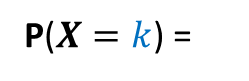 P(X = k) =